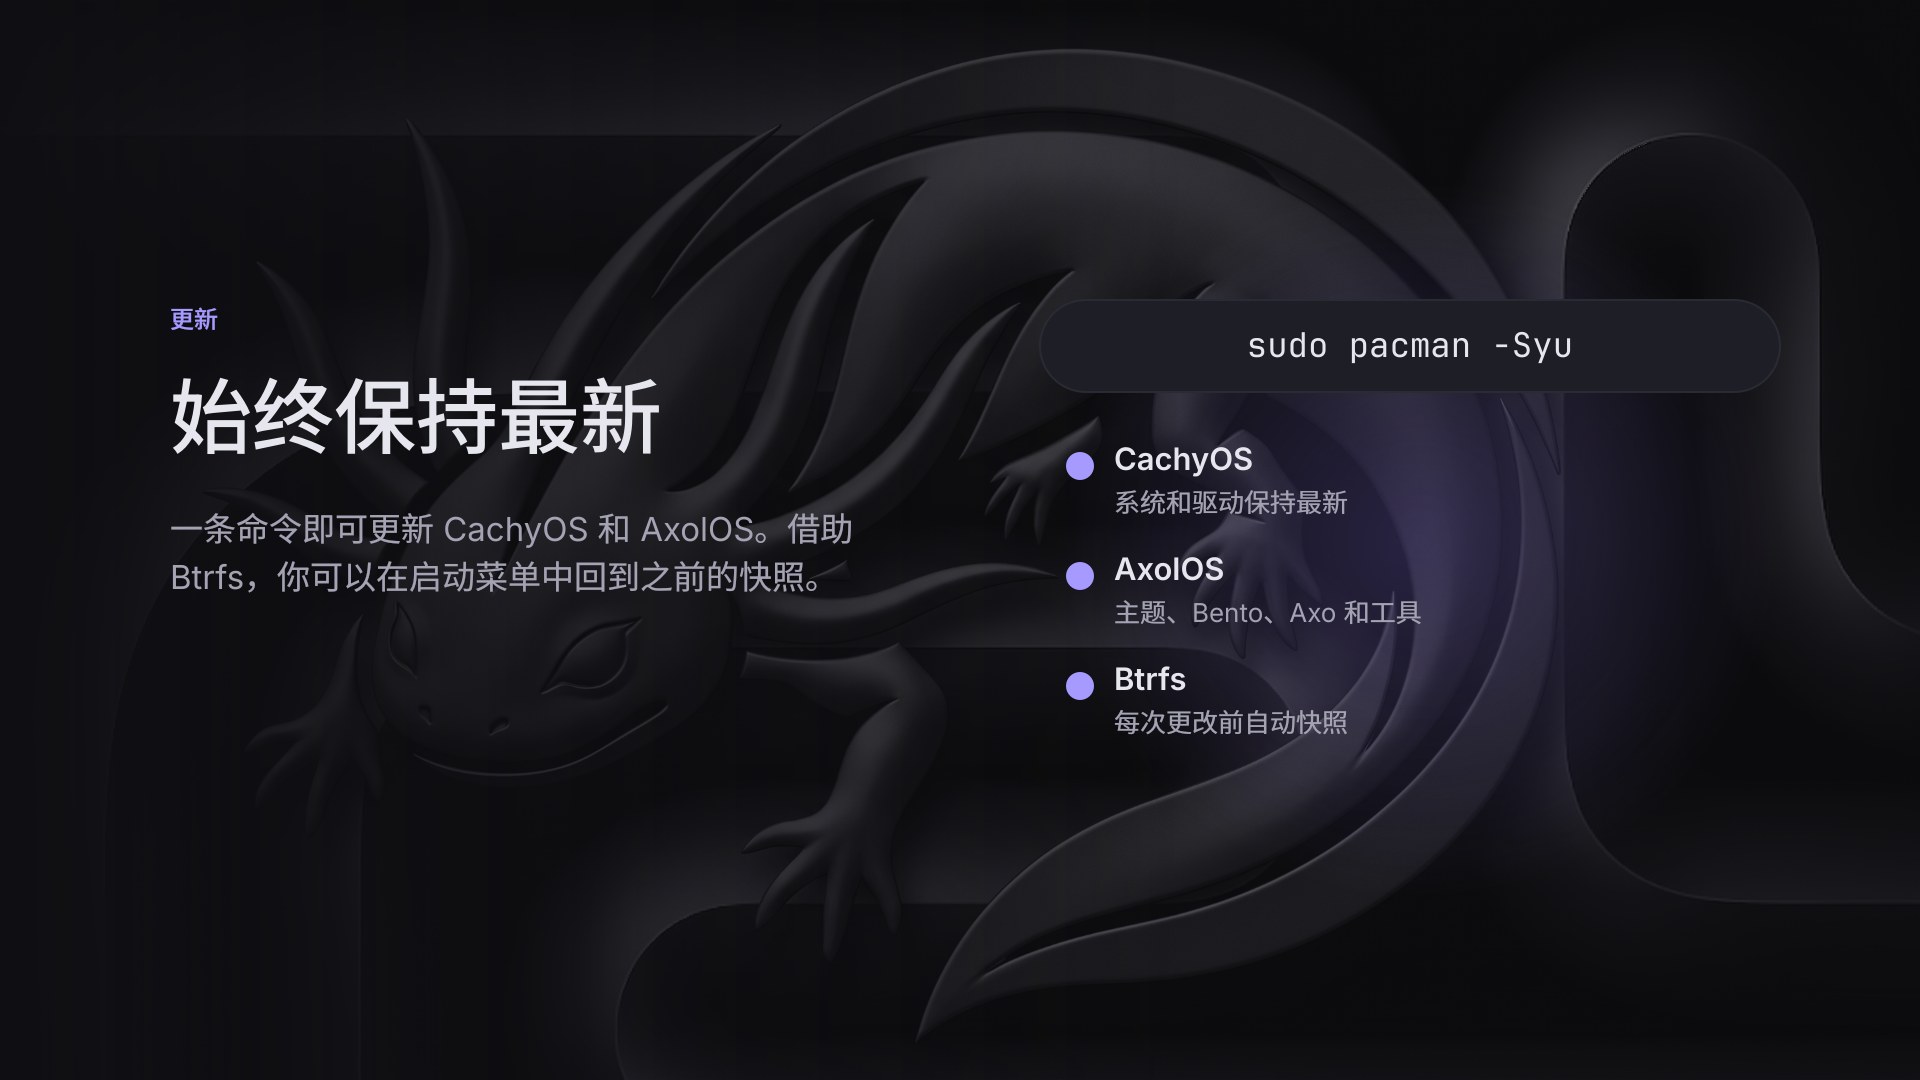 更新
始终保持最新
一条命令即可更新 CachyOS 和 AxolOS。借助
Btrfs，你可以在启动菜单中回到之前的快照。
sudo pacman -Syu
CachyOS
系统和驱动保持最新
AxolOS
主题、Bento、Axo 和工具
Btrfs
每次更改前自动快照